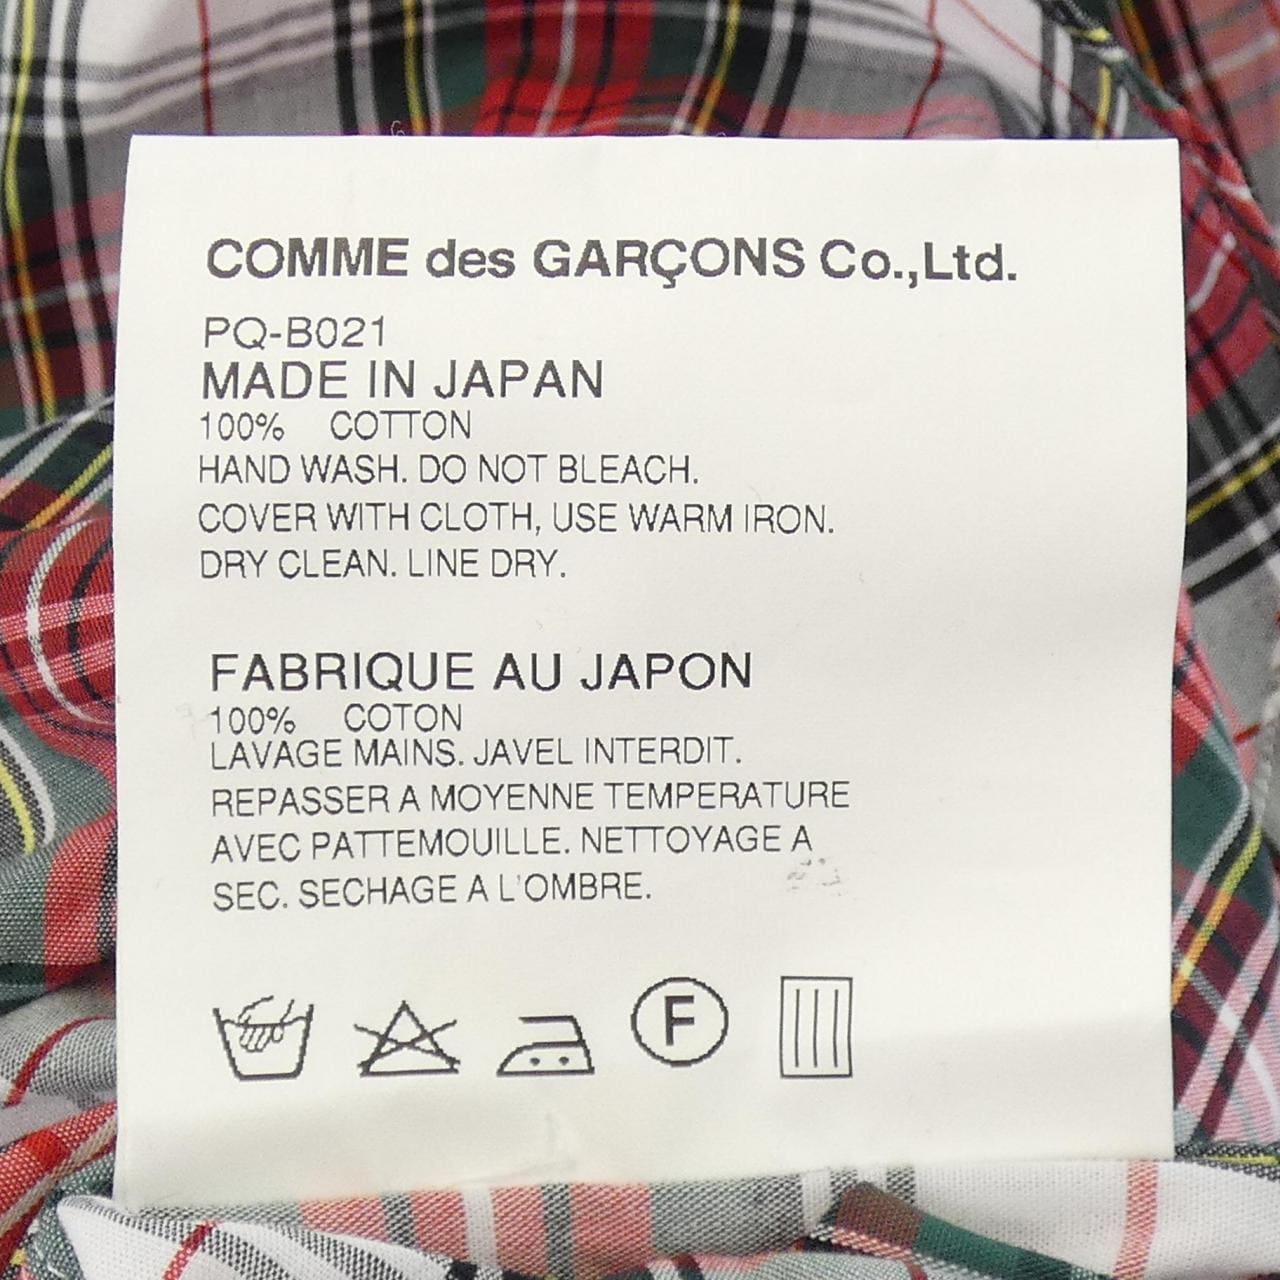 COMME des GARÇONS Co.,Ltd.
PQ-B021
MADE IN JAPAN
100% COTTON
HAND WASH. DO NOT BLEACH.
COVER WITH CLOTH, USE WARM IRON.
DRY CLEAN. LINE DRY.
FABRIQUE AU JAPON
100% COTON
LAVAGE MAINS. JAVEL INTERDIT.
REPASSER A MOYENNE TEMPERATURE
AVEC PATTEMOUILLE. NETTOYAGE A
SEC. SECHAGE A L'OMBRE.
F